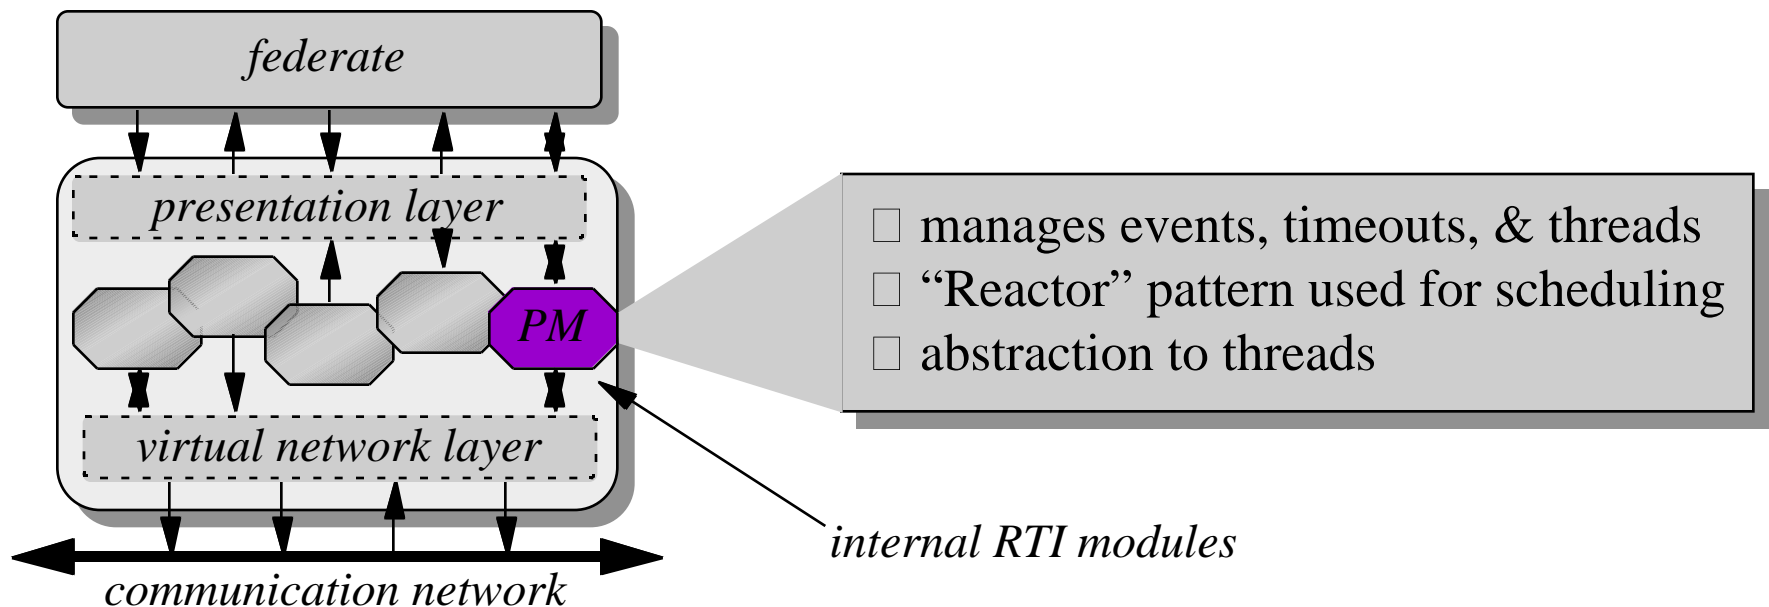 federate
presentation layer
PM
virtual network layer
communication network
□ manages events, timeouts, & threads
□ “Reactor” pattern used for scheduling
□ abstraction to threads
internal RTI modules